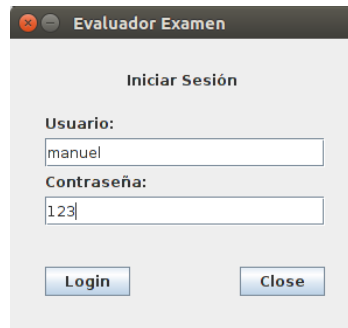 Evaluador Examen
Iniciar Sesión
Usuario:
manuel
Contraseña:
123
Login Close